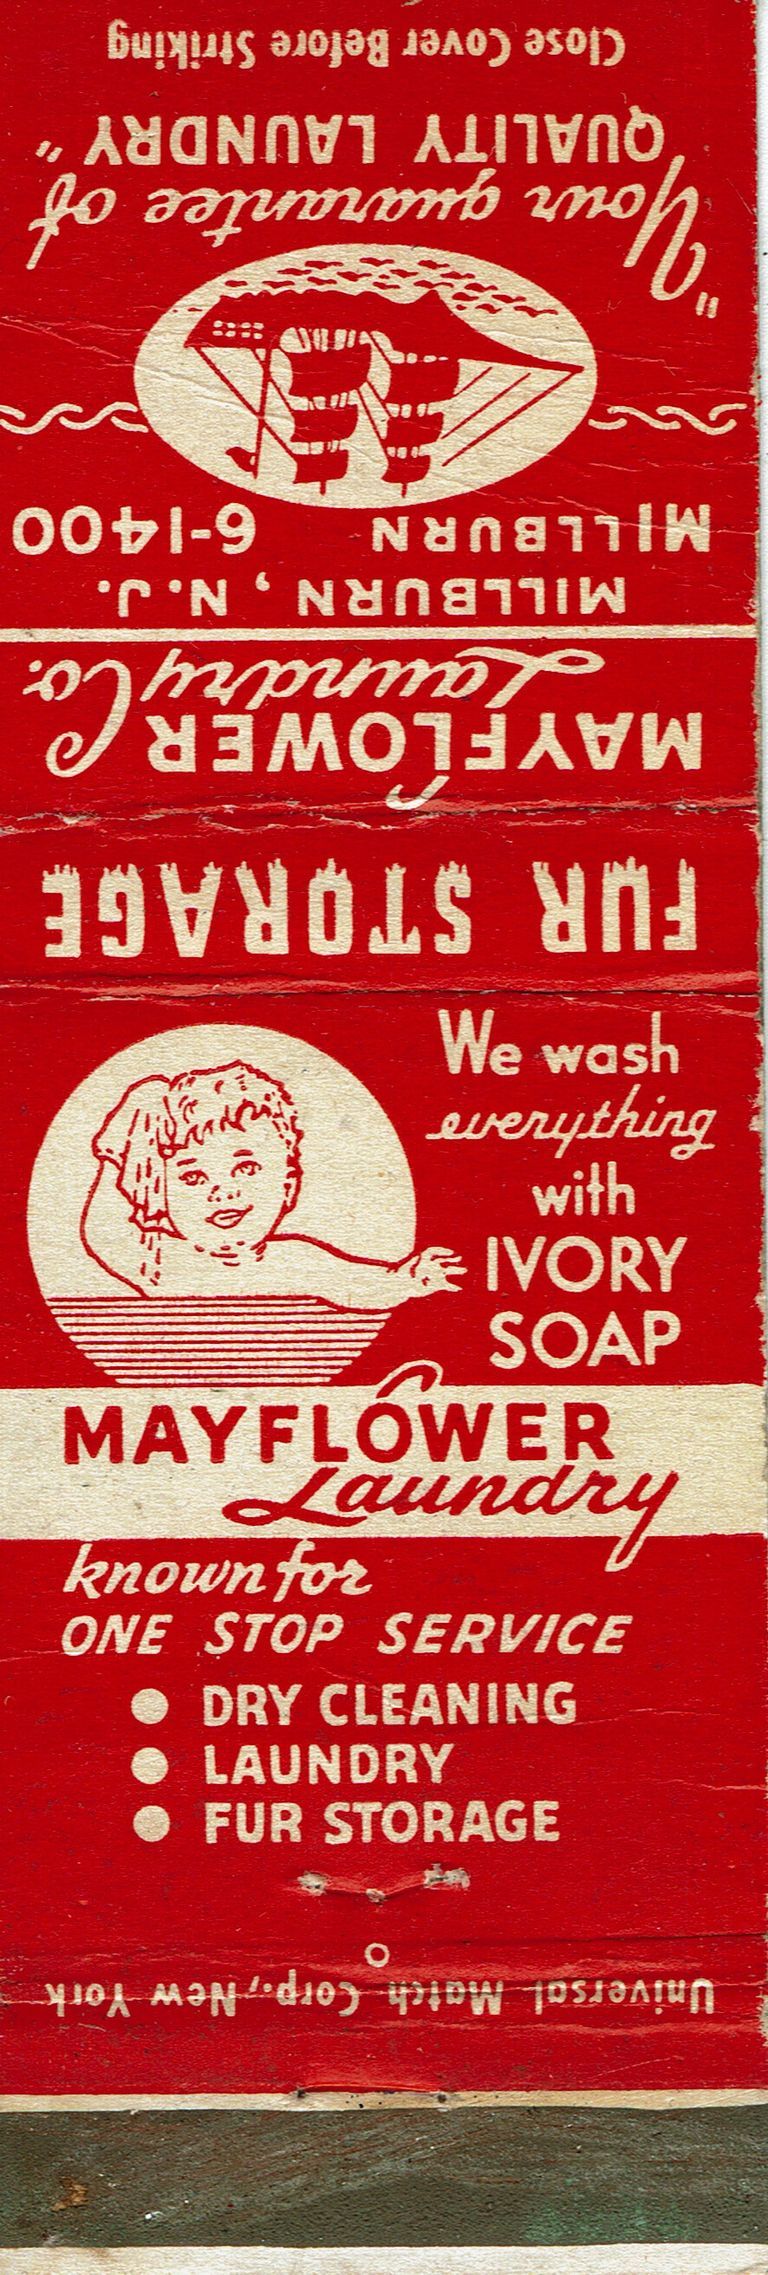 Close Cover Before Striking
"Your guarantee of
QUALITY LAUNDRY"
MILLBURN 6-1400
MILLBURN, N.J.
MAYFLOWER
Laundry Co.
FUR STORAGE
We wash
everything
with
IVORY
SOAP
MAYFLOWER
Laundry
known for
ONE STOP SERVICE
● DRY CLEANING
● LAUNDRY
● FUR STORAGE
Universal Match Corp., New York